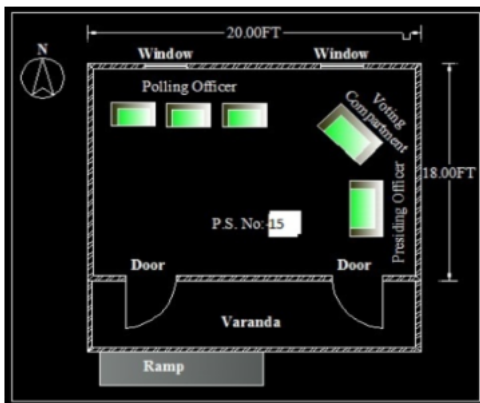 20.00FT
N
Window
Window
Polling Officer
Voting
Compartment
18.00FT
Presiding Officer
P.S. No: 15
Door
Door
Varanda
Ramp